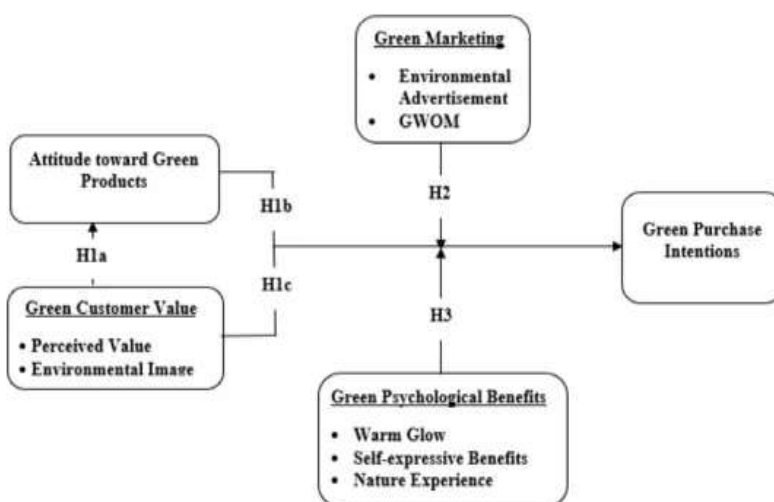 Green Marketing
• Environmental
Advertisement
• GWOM
Attitude toward Green
Products
H1b
H2
Green Purchase
Intentions
H1a
H1c
Green Customer Value
• Perceived Value
• Environmental Image
H3
Green Psychological Benefits
• Warm Glow
• Self-expressive Benefits
• Nature Experience